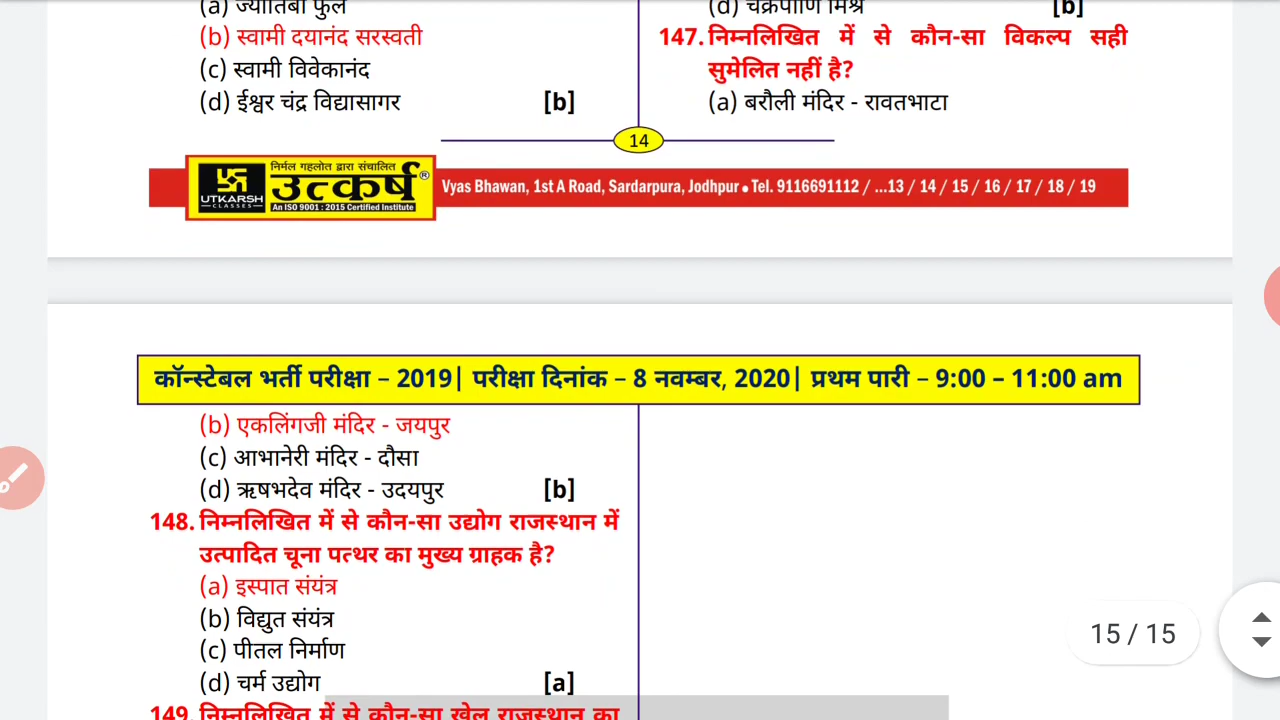 (a) ज्योतिबा फुले
(b) स्वामी दयानंद सरस्वती
(c) स्वामी विवेकानंद
(d) ईश्वर चंद्र विद्यासागर [b]
(d) चक्रपाणि मिश्र [b]
147. निम्नलिखित में से कौन-सा विकल्प सही
सुमेलित नहीं है?
(a) बरौली मंदिर - रावतभाटा
14
निर्मल गहलोत द्वारा संचालित
उत्कर्ष®
UTKARSH
CLASSES
An ISO 9001 : 2015 Certified Institute
Vyas Bhawan, 1st A Road, Sardarpura, Jodhpur • Tel. 9116691112 / ...13 / 14 / 15 / 16 / 17 / 18 / 19
कॉन्स्टेबल भर्ती परीक्षा – 2019| परीक्षा दिनांक – 8 नवम्बर, 2020| प्रथम पारी – 9:00 – 11:00 am
(b) एकलिंगजी मंदिर - जयपुर
(c) आभानेरी मंदिर - दौसा
(d) ऋषभदेव मंदिर - उदयपुर [b]
148. निम्नलिखित में से कौन-सा उद्योग राजस्थान में
उत्पादित चूना पत्थर का मुख्य ग्राहक है?
(a) इस्पात संयंत्र
(b) विद्युत संयंत्र
(c) पीतल निर्माण
(d) चर्म उद्योग [a]
149. निम्नलिखित में से कौन-सा खेल राजस्थान का
15 / 15